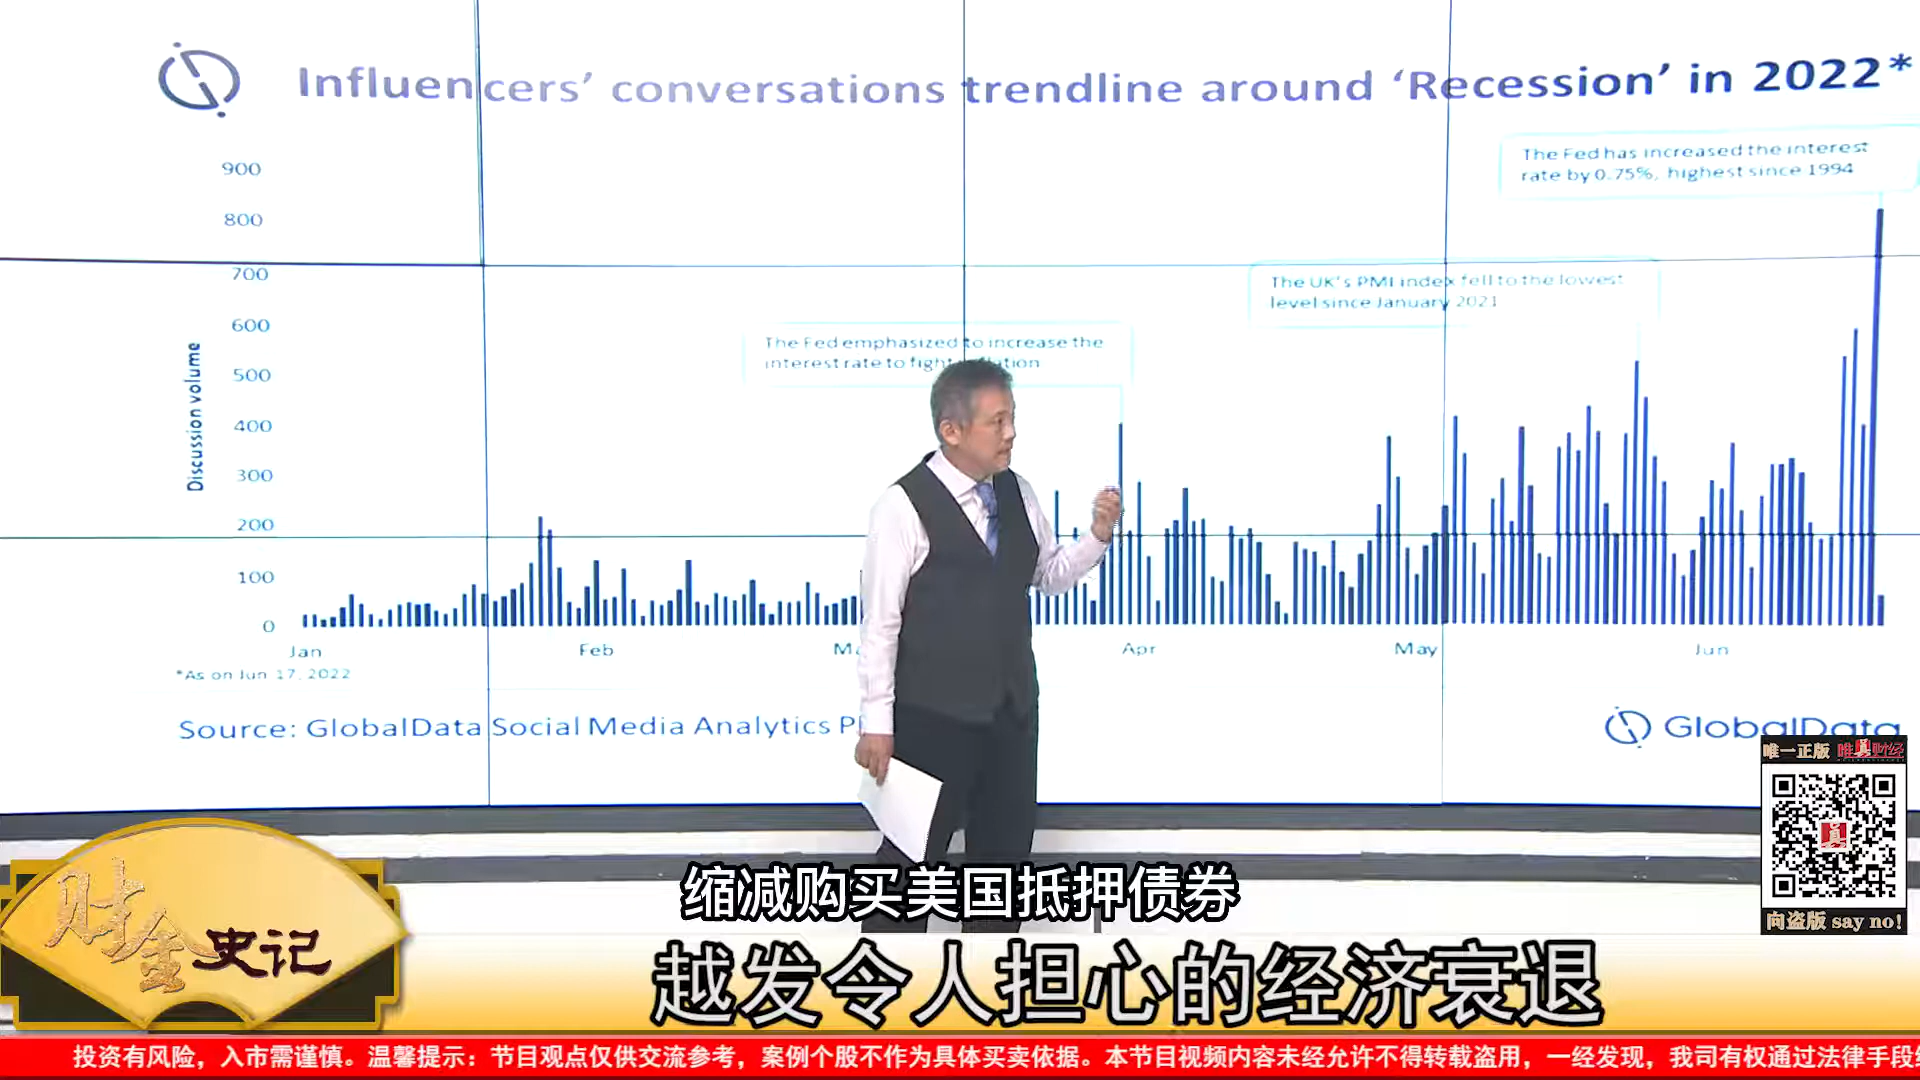 Influencers’ conversations trendline around ‘Recession’ in 2022*
The Fed has increased the interest
rate by 0.75%, highest since 1994
The UK's PMI index fell to the lowest
level since January 2021
The Fed emphasized to increase the
interest rate to fight
Discussion volume
900
800
700
600
500
400
300
200
100
0
Jan
Feb
Apr
May
Jun
*As on Jun 17, 2022
Source: GlobalData Social Media Analytics
GlobalData
唯一正版 唯真财经
向盗版 say no!
缩减购买美国抵押债券
财金史记
越发令人担心的经济衰退
投资有风险，入市需谨慎。温馨提示：节目观点仅供交流参考，案例个股不作为具体买卖依据。本节目视频内容未经允许不得转载盗用，一经发现，我司有权通过法律手段